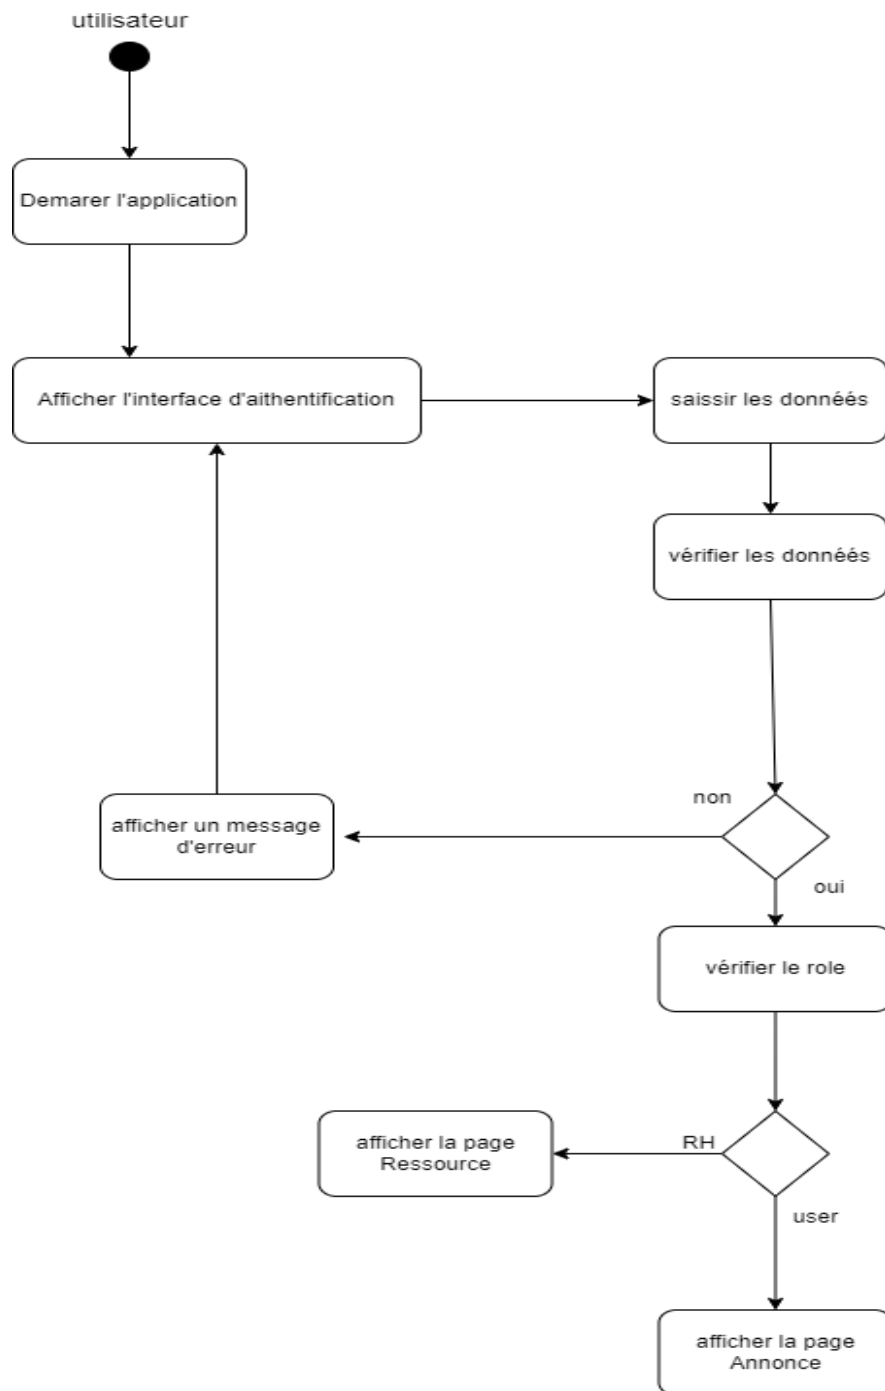 utilisateur
Demarer l'application
Afficher l'interface d'aithentification
saissir les donnéés
vérifier les donnéés
non
afficher un message
d'erreur
oui
vérifier le role
afficher la page
Ressource
RH
user
afficher la page
Annonce